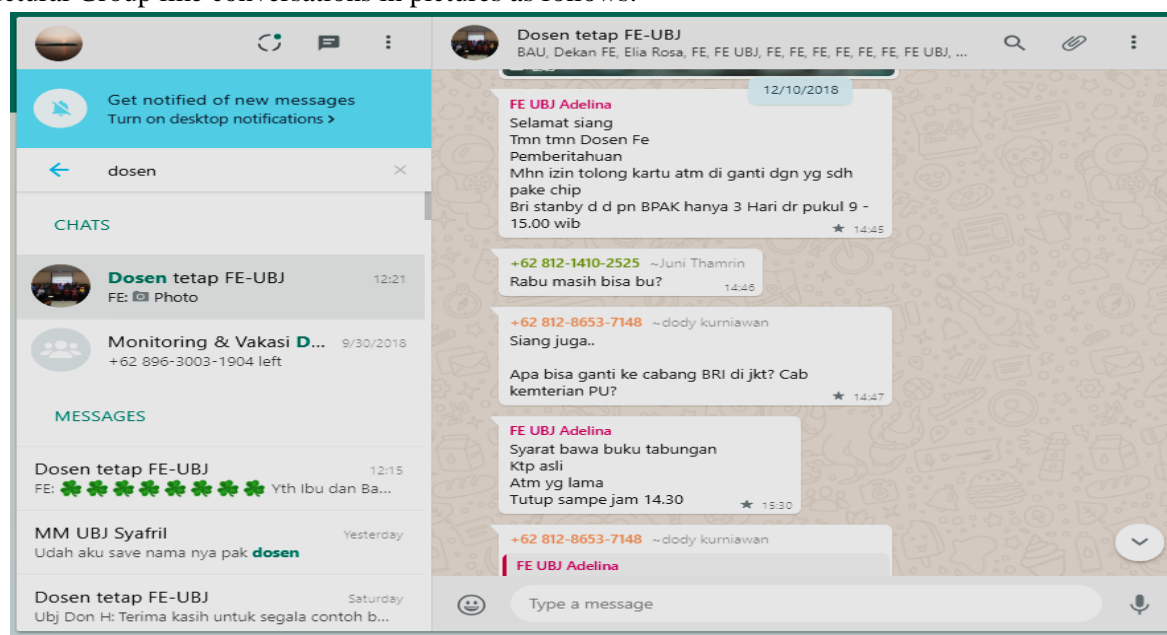 ctural Group like conversations in pictures as follows:
Dosen tetap FE-UBJ
BAU, Dekan FE, Elia Rosa, FE, FE UBJ, FE, FE, FE, FE, FE, FE, FE UBJ, ...
Get notified of new messages
Turn on desktop notifications >
dosen
CHATS
Dosen tetap FE-UBJ 12:21
FE: Photo
Monitoring & Vakasi D... 9/30/2018
+62 896-3003-1904 left
MESSAGES
Dosen tetap FE-UBJ 12:15
FE: ☘☘☘☘☘☘☘☘ Yth Ibu dan Ba...
MM UBJ Syafril Yesterday
Udah aku save nama nya pak dosen
Dosen tetap FE-UBJ Saturday
Ubj Don H: Terima kasih untuk segala contoh b...
12/10/2018
FE UBJ Adelina
Selamat siang
Tmn tmn Dosen Fe
Pemberitahuan
Mhn izin tolong kartu atm di ganti dgn yg sdh
pake chip
Bri stanby d d pn BPAK hanya 3 Hari dr pukul 9 -
15.00 wib ★ 14:45
+62 812-1410-2525 ~Juni Thamrin
Rabu masih bisa bu? 14:46
+62 812-8653-7148 ~dody kurniawan
Siang juga..
Apa bisa ganti ke cabang BRI di jkt? Cab
kemterian PU? ★ 14:47
FE UBJ Adelina
Syarat bawa buku tabungan
Ktp asli
Atm yg lama
Tutup sampe jam 14.30 ★ 15:30
+62 812-8653-7148 ~dody kurniawan
FE UBJ Adelina
Type a message